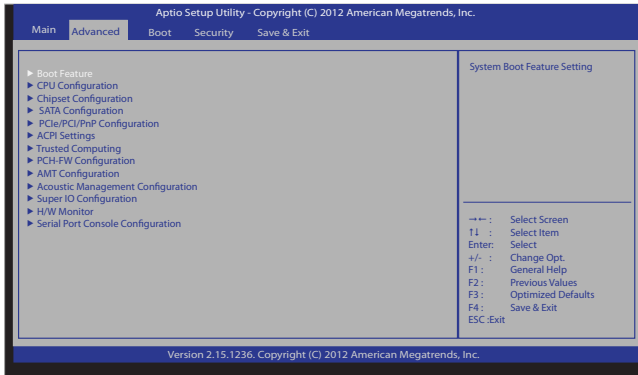 Aptio Setup Utility - Copyright (C) 2012 American Megatrends, Inc.
Main Advanced Boot Security Save & Exit
▶ Boot Feature
▶ CPU Configuration
▶ Chipset Configuration
▶ SATA Configuration
▶ PCIe/PCI/PnP Configuration
▶ ACPI Settings
▶ Trusted Computing
▶ PCH-FW Configuration
▶ AMT Configuration
▶ Acoustic Management Configuration
▶ Super IO Configuration
▶ H/W Monitor
▶ Serial Port Console Configuration
System Boot Feature Setting
→← : Select Screen
↑↓ : Select Item
Enter: Select
+/- : Change Opt.
F1 : General Help
F2 : Previous Values
F3 : Optimized Defaults
F4 : Save & Exit
ESC :Exit
Version 2.15.1236. Copyright (C) 2012 American Megatrends, Inc.